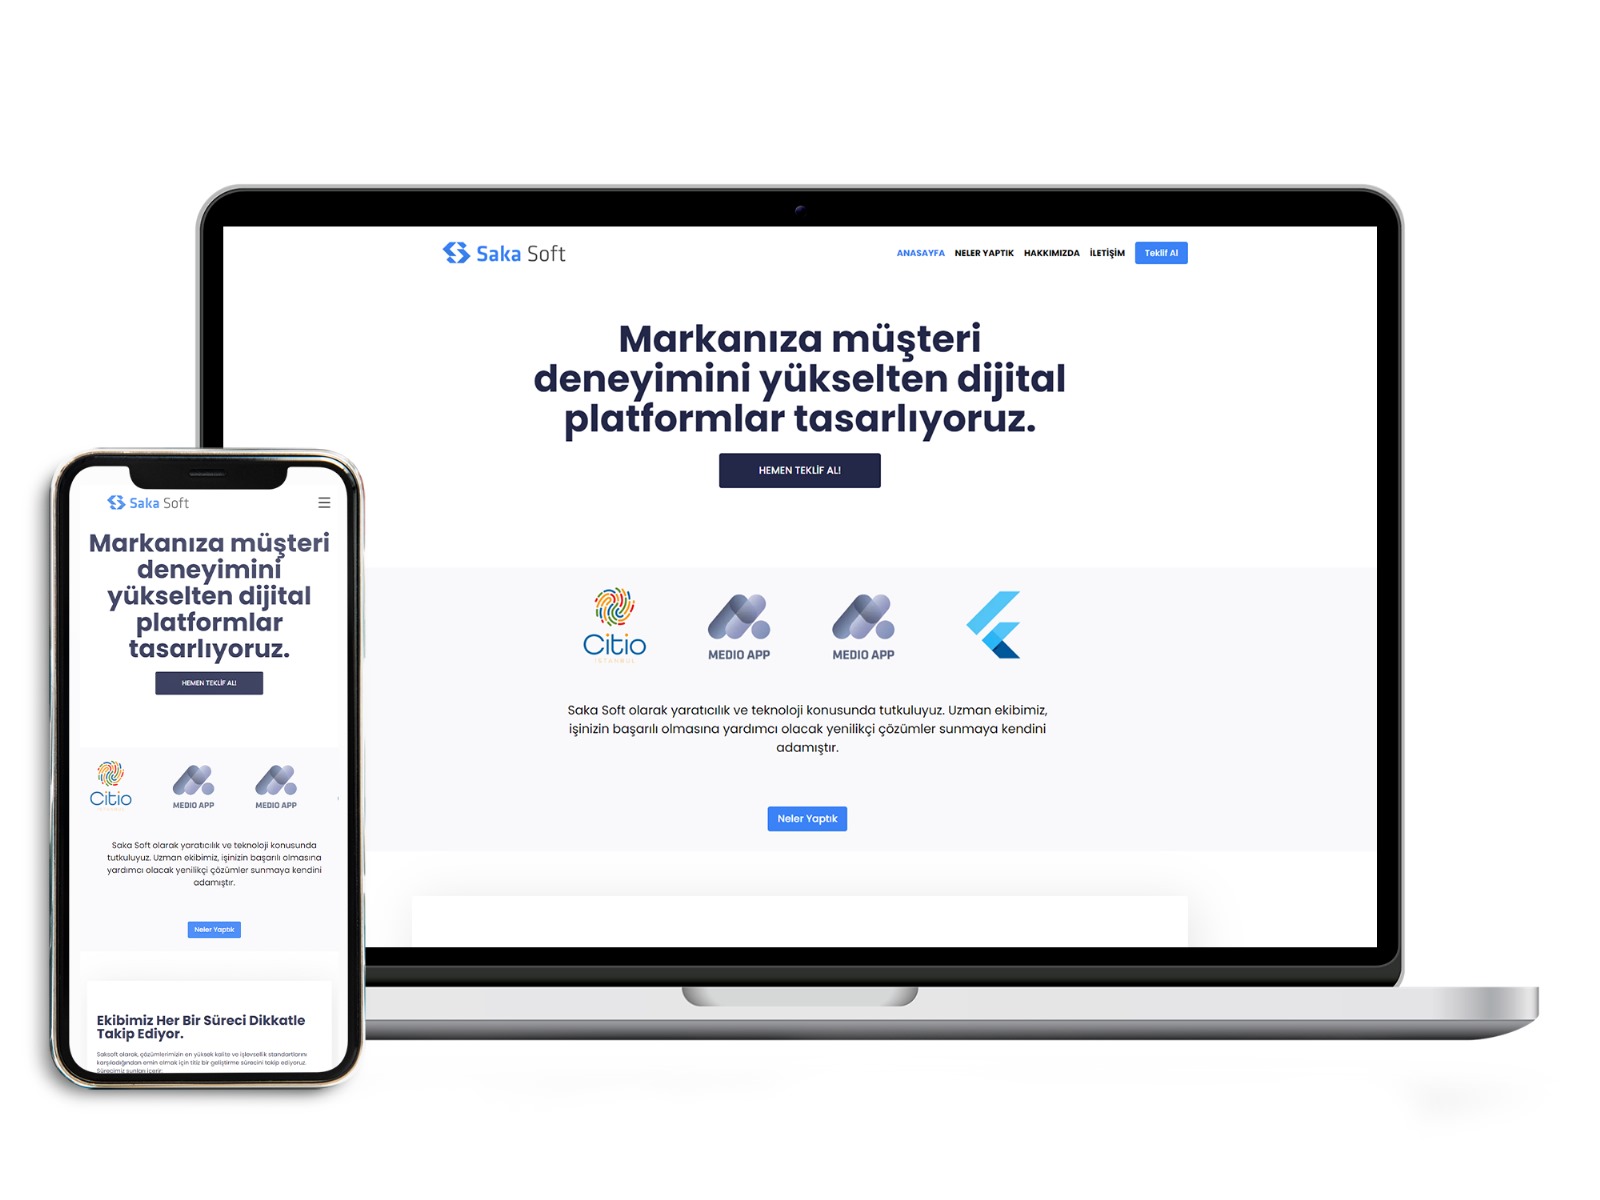 Saka Soft
ANASAYFA NELER YAPTIK HAKKIMIZDA İLETİŞİM Teklif Al
Markanıza müşteri
deneyimini yükselten dijital
platformlar tasarlıyoruz.
HEMEN TEKLİF AL!
Citio
ISTANBUL
MEDIO APP
MEDIO APP
Saka Soft olarak yaratıcılık ve teknoloji konusunda tutkuluyuz. Uzman ekibimiz,
işinizin başarılı olmasına yardımcı olacak yenilikçi çözümler sunmaya kendini
adamıştır.
Neler Yaptık
Saka Soft
Markanıza müşteri
deneyimini
yükselten dijital
platformlar
tasarlıyoruz.
HEMEN TEKLİF AL!
Citio
MEDIO APP
MEDIO APP
Saka Soft olarak yaratıcılık ve teknoloji konusunda
tutkuluyuz. Uzman ekibimiz, işinizin başarılı olmasına
yardımcı olacak yenilikçi çözümler sunmaya kendini
adamıştır.
Neler Yaptık
Ekibimiz Her Bir Süreci Dikkatle
Takip Ediyor.
Sakasoft olarak, çözümlerimizin en yüksek kalite ve işlevsellik standartlarını
karşıladığından emin olmak için titiz bir geliştirme sürecini takip ediyoruz.
Sürecimiz şunları içerir: